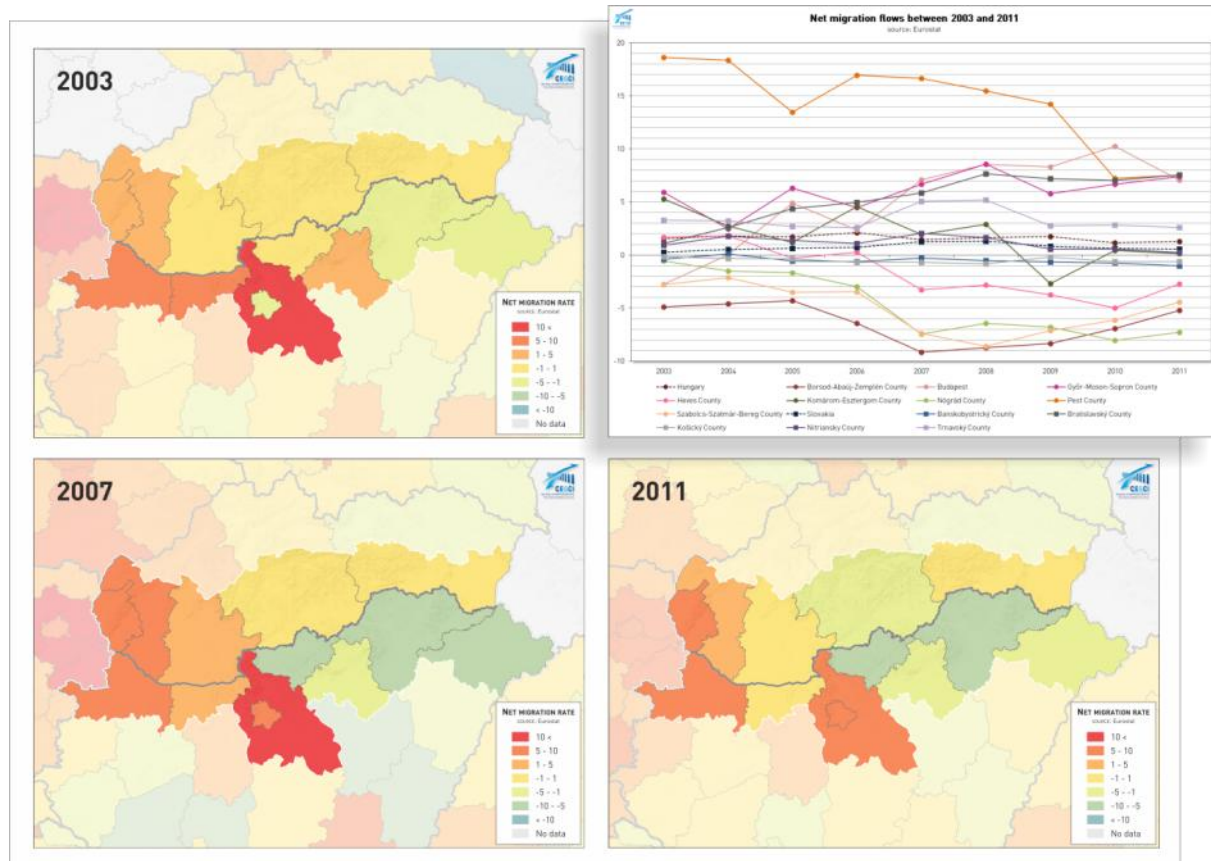 2003
CESCI
NET MIGRATION RATE
source: Eurostat
10 <
5 - 10
1 - 5
-1 - 1
-5 - -1
-10 - -5
< -10
No data
Net migration flows between 2003 and 2011
source: Eurostat
20
15
10
5
0
-5
-10
2003 2004 2005 2006 2007 2008 2009 2010 2011
Hungary Borsod-Abaúj-Zemplén County Budapest Győr-Moson-Sopron County
Heves County Komárom-Esztergom County Nógrád County Pest County
Szabolcs-Szatmár-Bereg County Slovakia Banskobystrický County Bratislavský County
Košický County Nitriansky County Trnavský County
2007
CESCI
NET MIGRATION RATE
source: Eurostat
10 <
5 - 10
1 - 5
-1 - 1
-5 - -1
-10 - -5
< -10
No data
2011
CESCI
NET MIGRATION RATE
source: Eurostat
10 <
5 - 10
1 - 5
-1 - 1
-5 - -1
-10 - -5
< -10
No data